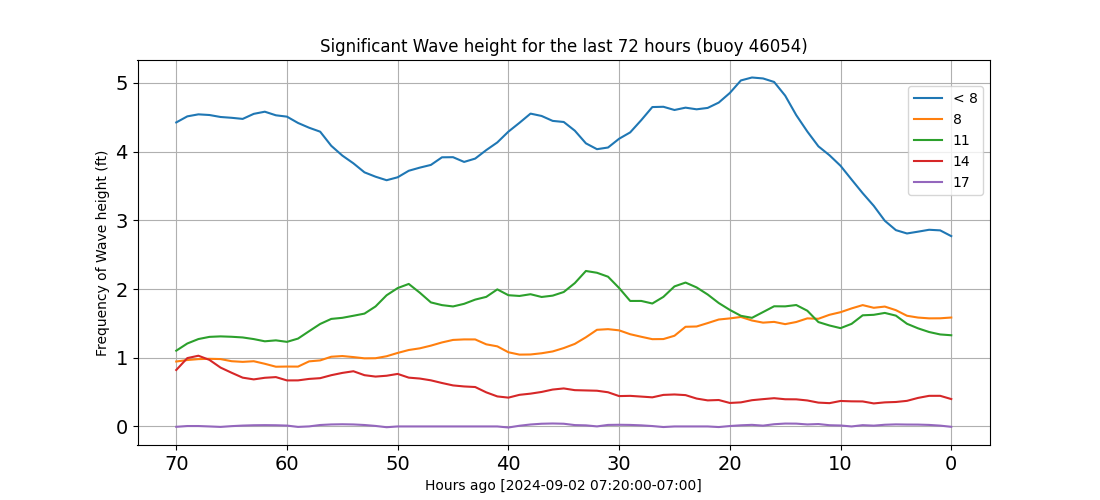 Significant Wave height for the last 72 hours (buoy 46054)
Frequency of Wave height (ft)
5
4
3
2
1
0
< 8
8
11
14
17
70 60 50 40 30 20 10 0
Hours ago [2024-09-02 07:20:00-07:00]